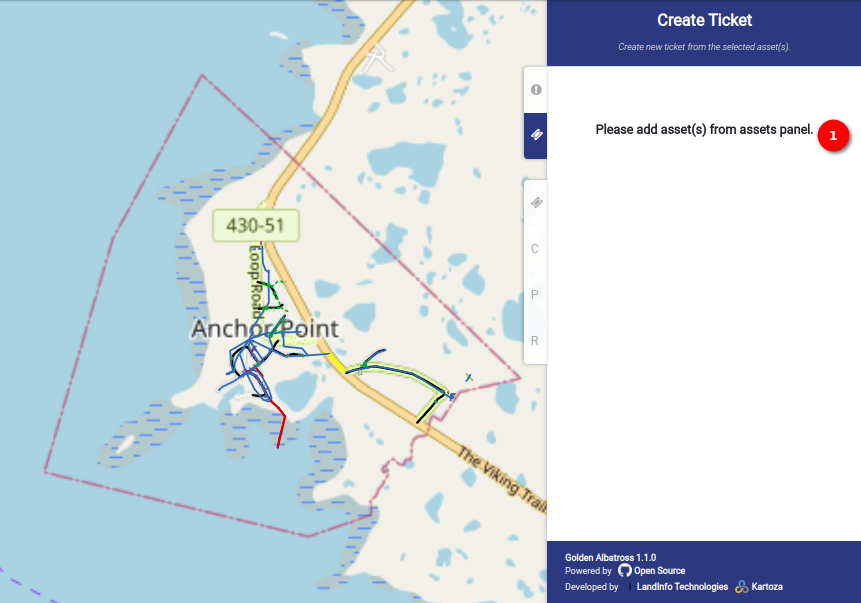 Create Ticket
Create new ticket from the selected asset(s).
Please add asset(s) from assets panel.
1
430-51
Loop Road
Anchor Point
The Viking Trail
C
P
R
Golden Albatross 1.1.0
Powered by Open Source
Developed by LandInfo Technologies Kartoza